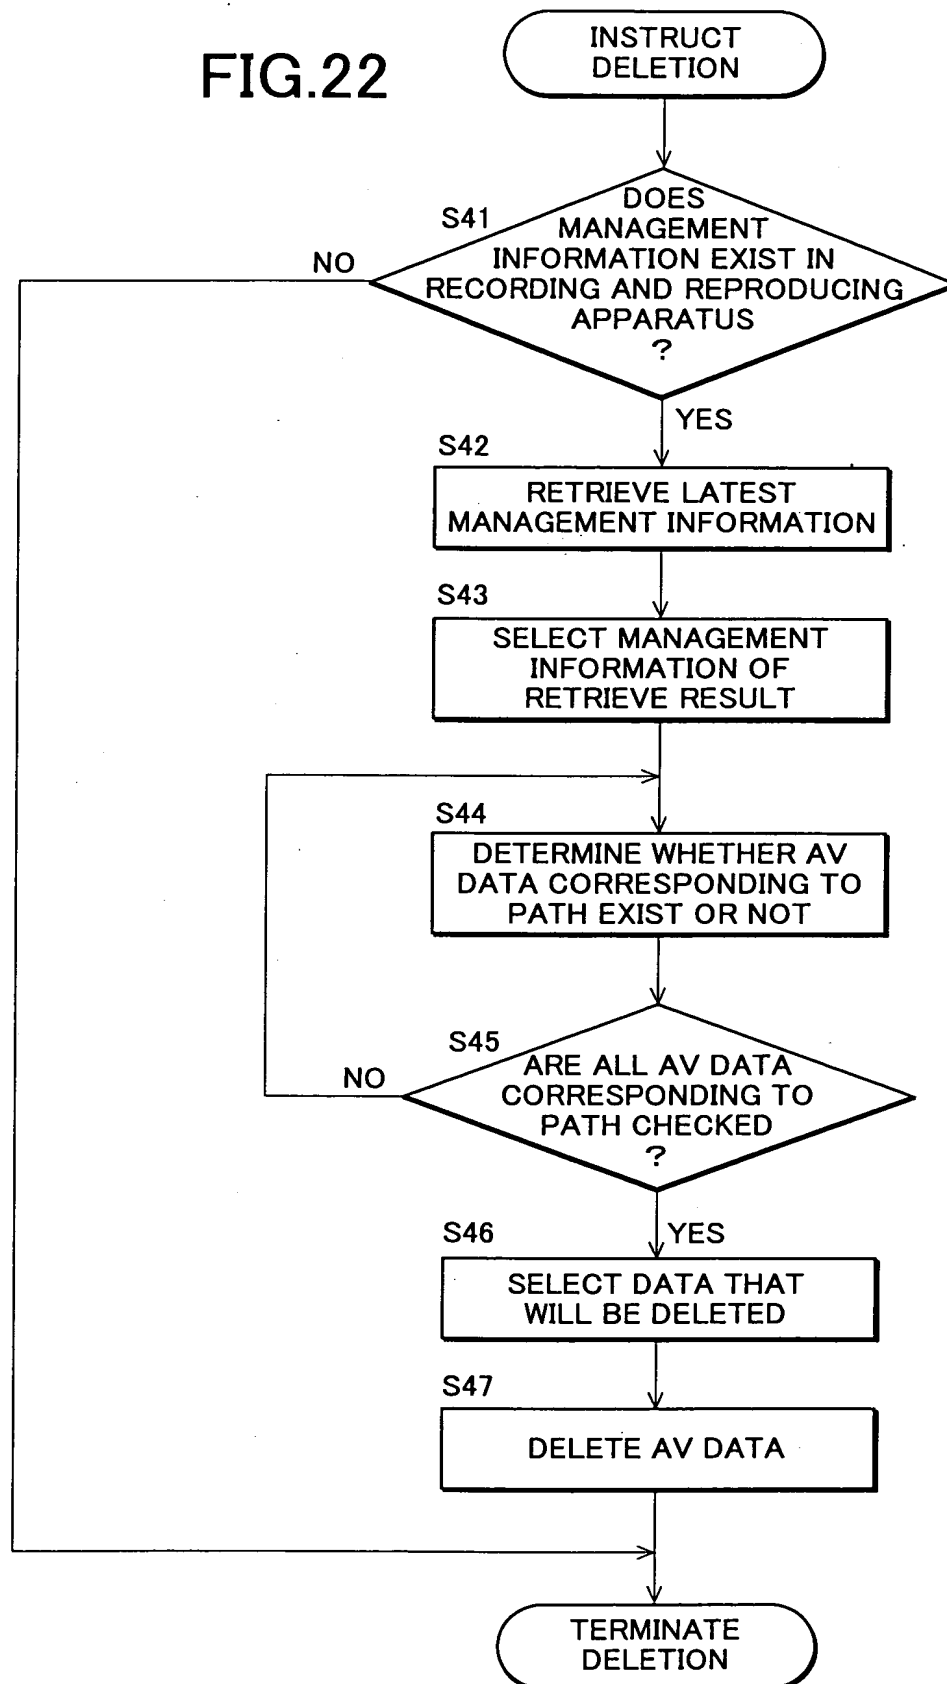 FIG.22
INSTRUCT
DELETION
S41
DOES
MANAGEMENT
INFORMATION EXIST IN
RECORDING AND REPRODUCING
APPARATUS
?
NO
YES
S42
RETRIEVE LATEST
MANAGEMENT INFORMATION
S43
SELECT MANAGEMENT
INFORMATION OF
RETRIEVE RESULT
S44
DETERMINE WHETHER AV
DATA CORRESPONDING TO
PATH EXIST OR NOT
S45
ARE ALL AV DATA
CORRESPONDING TO
PATH CHECKED
?
NO
YES
S46
SELECT DATA THAT
WILL BE DELETED
S47
DELETE AV DATA
TERMINATE
DELETION